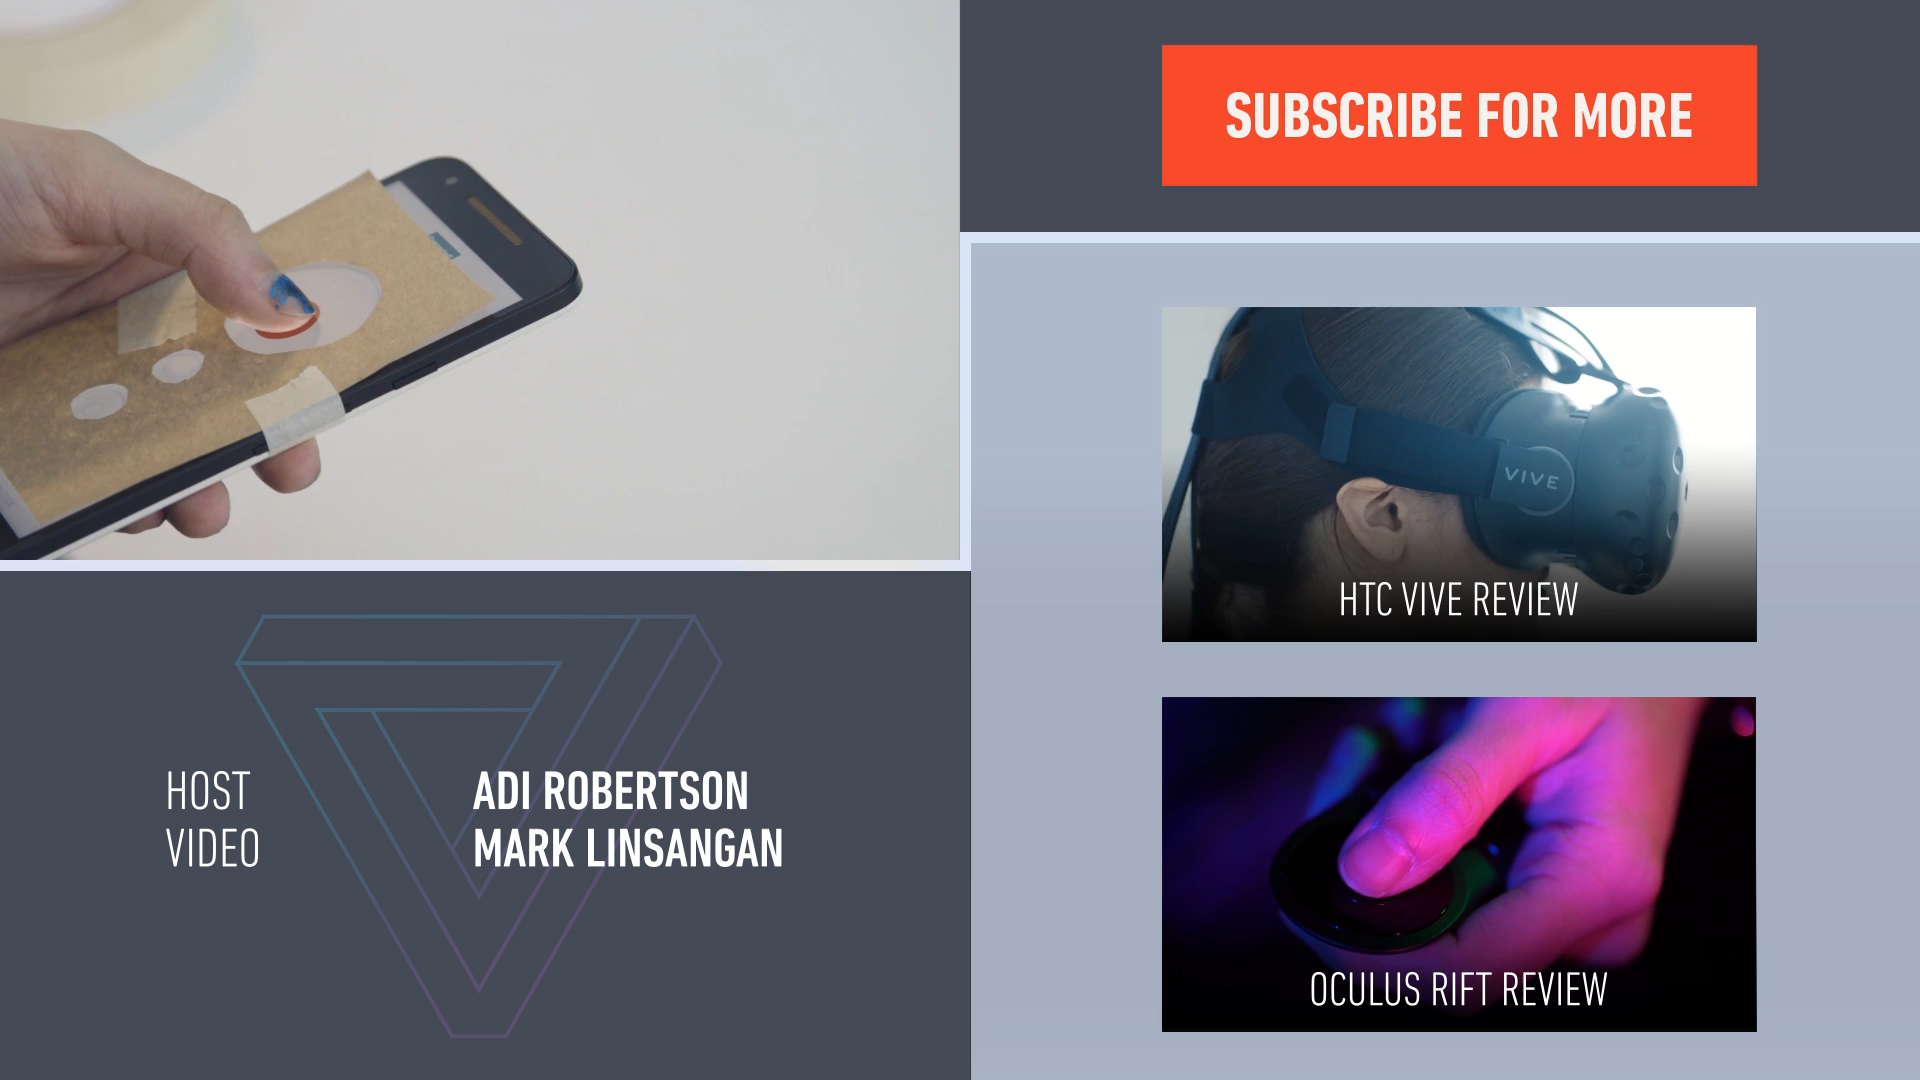 SUBSCRIBE FOR MORE
VIVE
HTC VIVE REVIEW
HOST ADI ROBERTSON
VIDEO MARK LINSANGAN
OCULUS RIFT REVIEW